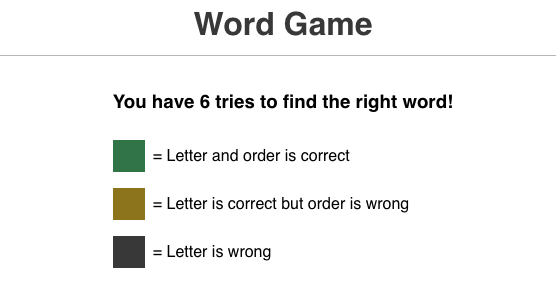 Word Game
You have 6 tries to find the right word!
= Letter and order is correct
= Letter is correct but order is wrong
= Letter is wrong